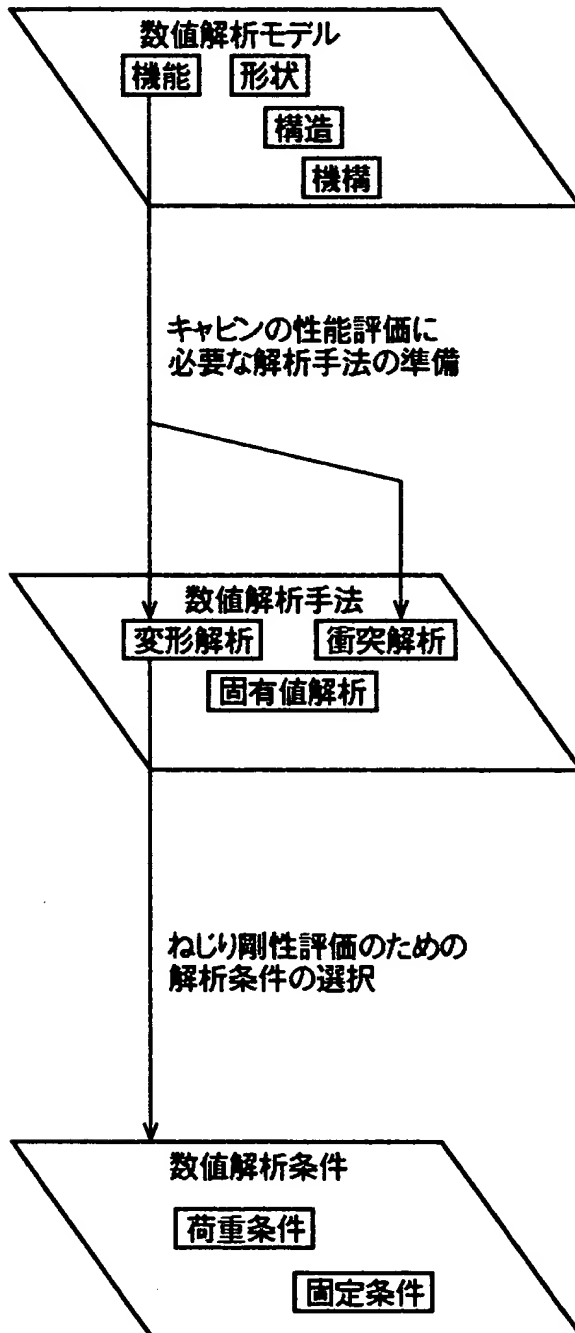 数値解析モデル
機能 形状
構造
機構
キャビンの性能評価に
必要な解析手法の準備
数値解析手法
変形解析 衝突解析
固有値解析
ねじり剛性評価のための
解析条件の選択
数値解析条件
荷重条件
固定条件